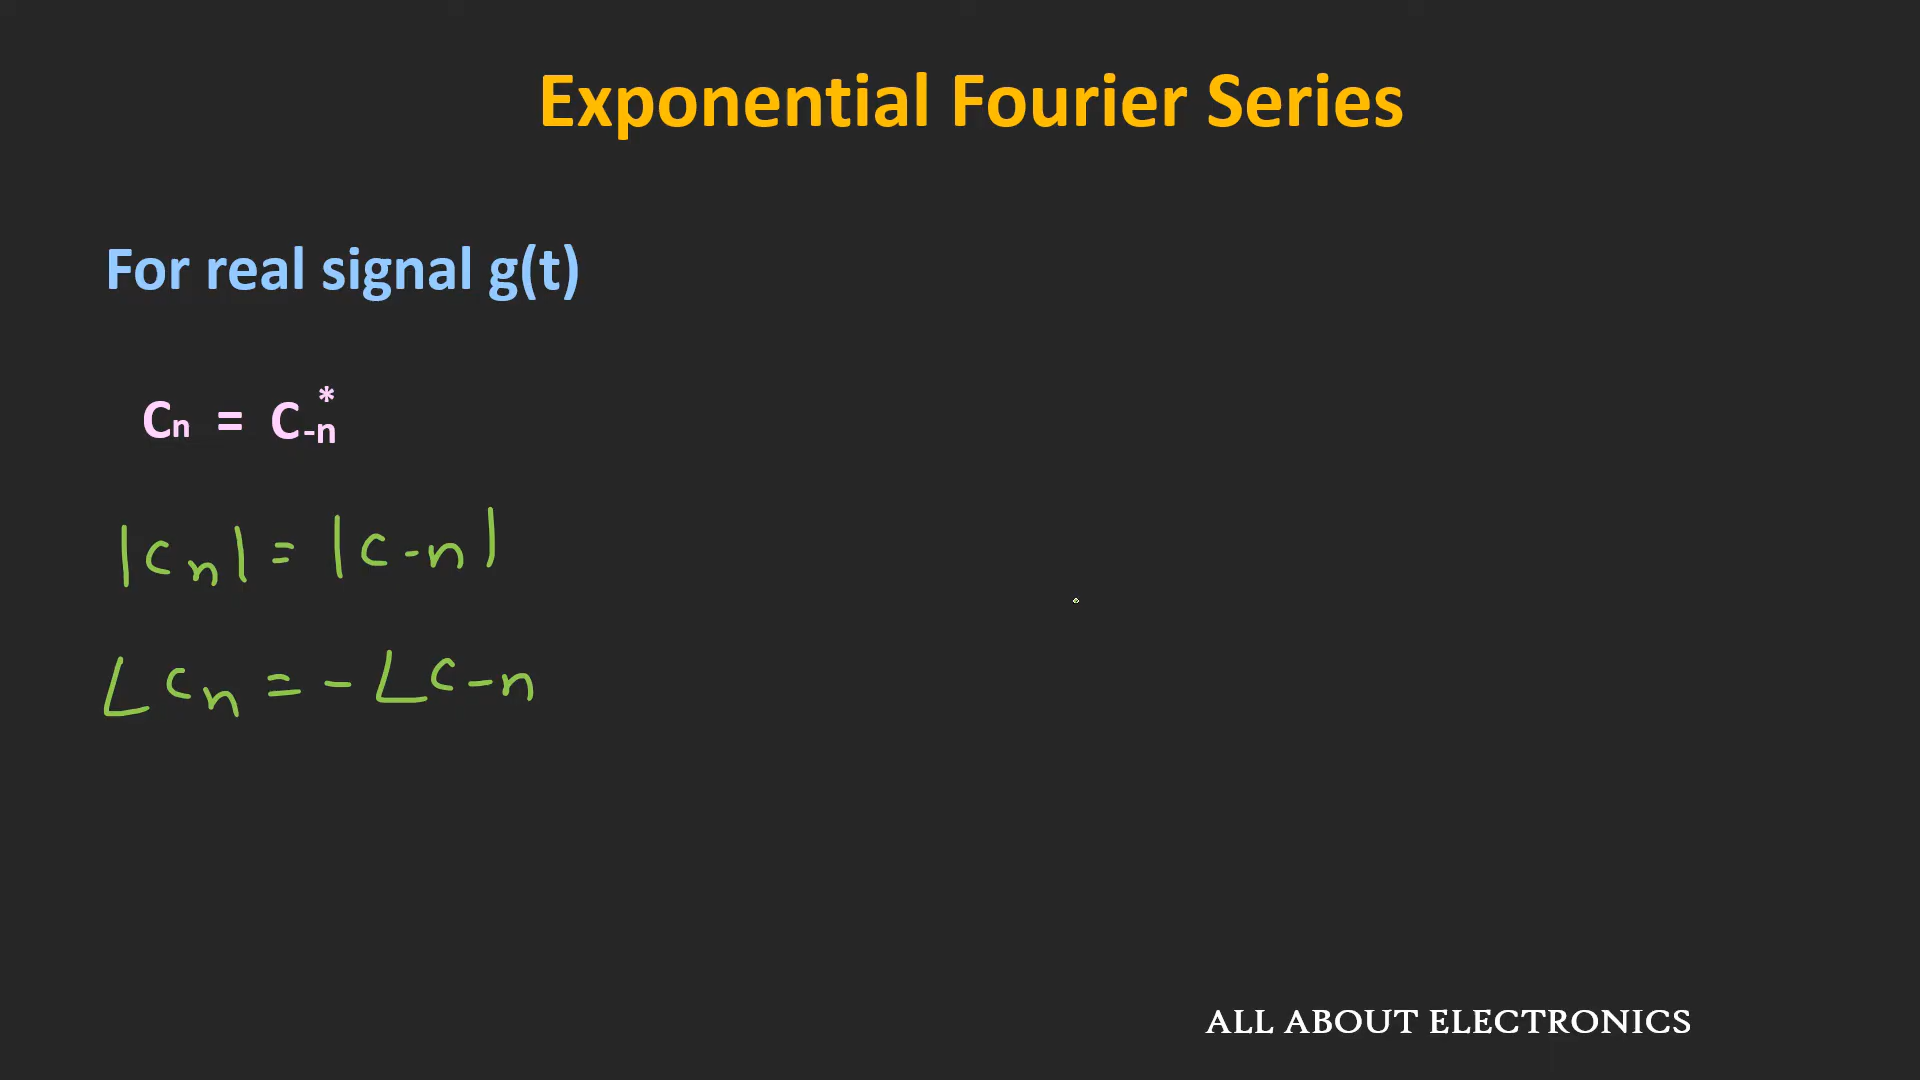 Exponential Fourier Series
For real signal g(t)
Cn = C-n*
|Cn| = |C-n|
∠Cn = -∠C-n
ALL ABOUT ELECTRONICS